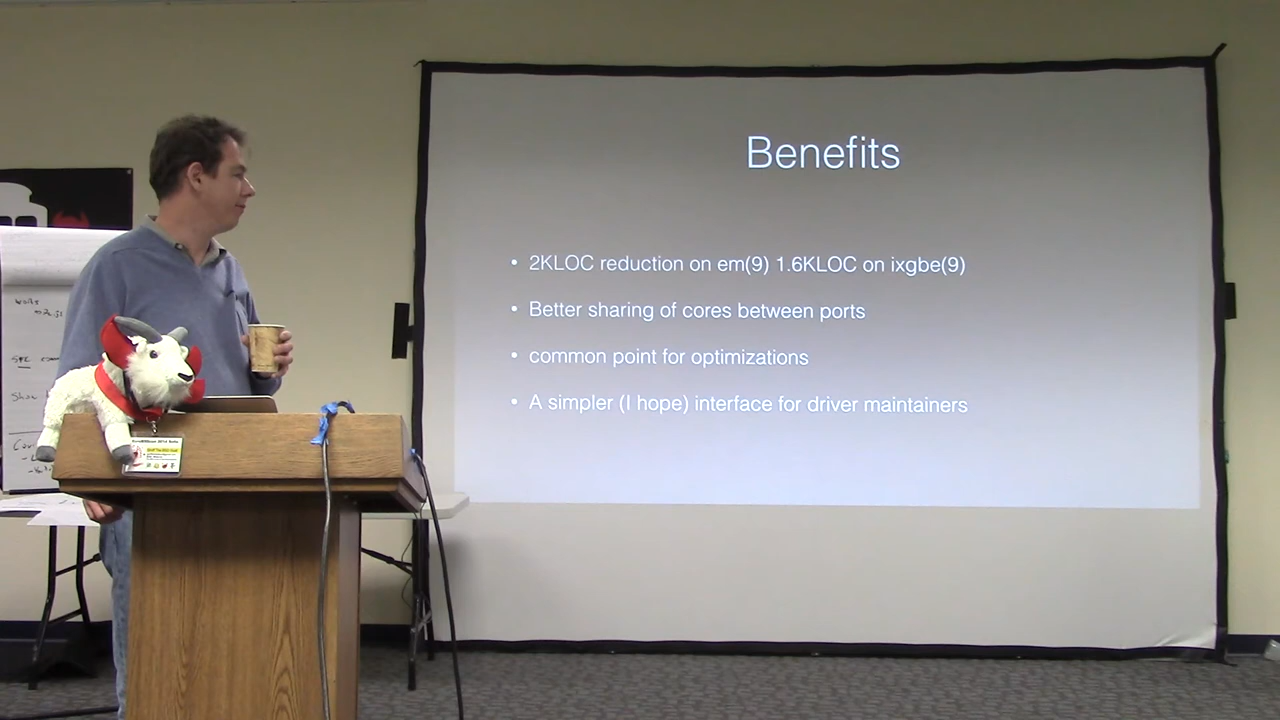 Benefits
• 2KLOC reduction on em(9) 1.6KLOC on ixgbe(9)
• Better sharing of cores between ports
• common point for optimizations
• A simpler (I hope) interface for driver maintainers